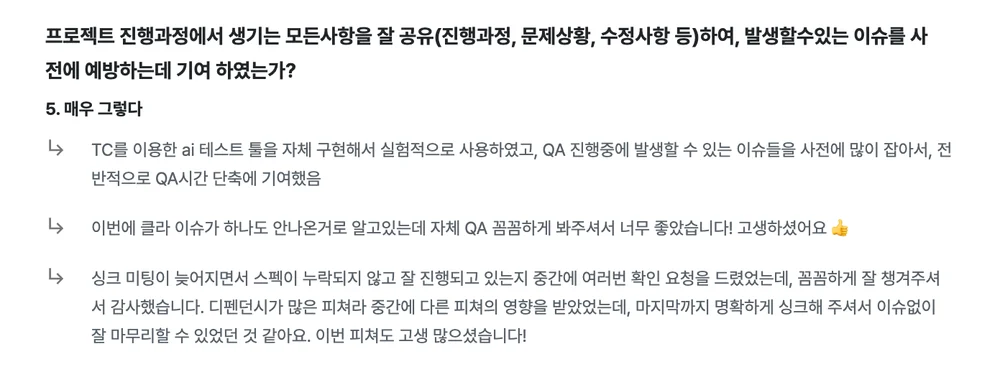 프로젝트 진행과정에서 생기는 모든사항을 잘 공유(진행과정, 문제상황, 수정사항 등)하여, 발생할수있는 이슈를 사
전에 예방하는데 기여 하였는가?
5. 매우 그렇다
TC를 이용한 ai 테스트 툴을 자체 구현해서 실험적으로 사용하였고, QA 진행중에 발생할 수 있는 이슈들을 사전에 많이 잡아서, 전
반적으로 QA시간 단축에 기여했음
이번에 클라 이슈가 하나도 안나온거로 알고있는데 자체 QA 꼼꼼하게 봐주셔서 너무 좋았습니다! 고생하셨어요 👍
싱크 미팅이 늦어지면서 스펙이 누락되지 않고 잘 진행되고 있는지 중간에 여러번 확인 요청을 드렸었는데, 꼼꼼하게 잘 챙겨주셔
서 감사했습니다. 디펜던시가 많은 피쳐라 중간에 다른 피쳐의 영향을 받았었는데, 마지막까지 명확하게 싱크해 주셔서 이슈없이
잘 마무리할 수 있었던 것 같아요. 이번 피쳐도 고생 많으셨습니다!